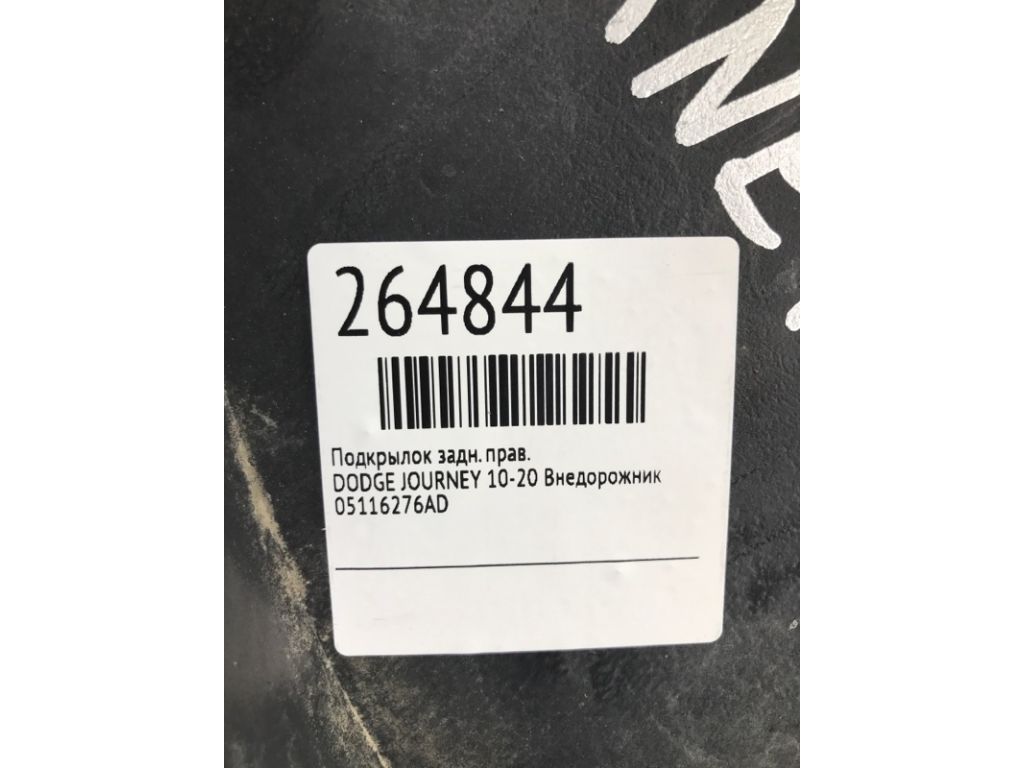 264844
Подкрылок задн. прав.
DODGE JOURNEY 10-20 Внедорожник
05116276AD